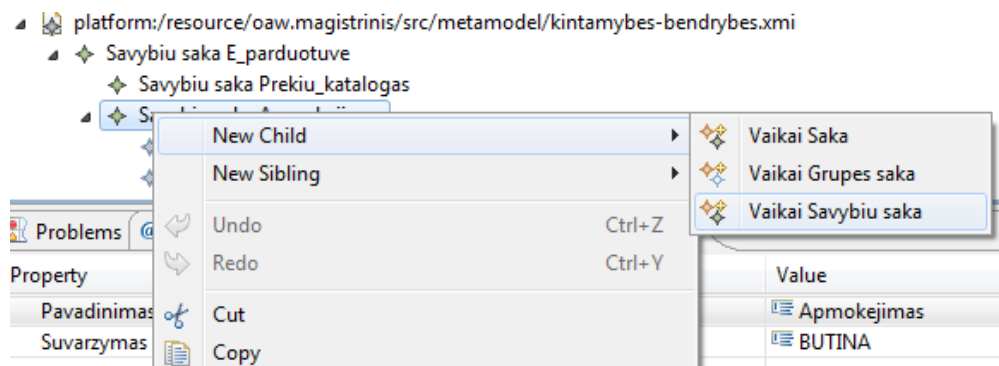 platform:/resource/oaw.magistrinis/src/metamodel/kintamybes-bendrybes.xmi
Savybiu saka E_parduotuve
Savybiu saka Prekiu_katalogas
New Child
Vaikai Saka
New Sibling
Vaikai Grupes saka
Vaikai Savybiu saka
Problems @
Undo Ctrl+Z
Redo Ctrl+Y
Property
Value
Pavadinimas
Cut
Apmokejimas
Suvarzymas
BUTINA
Copy